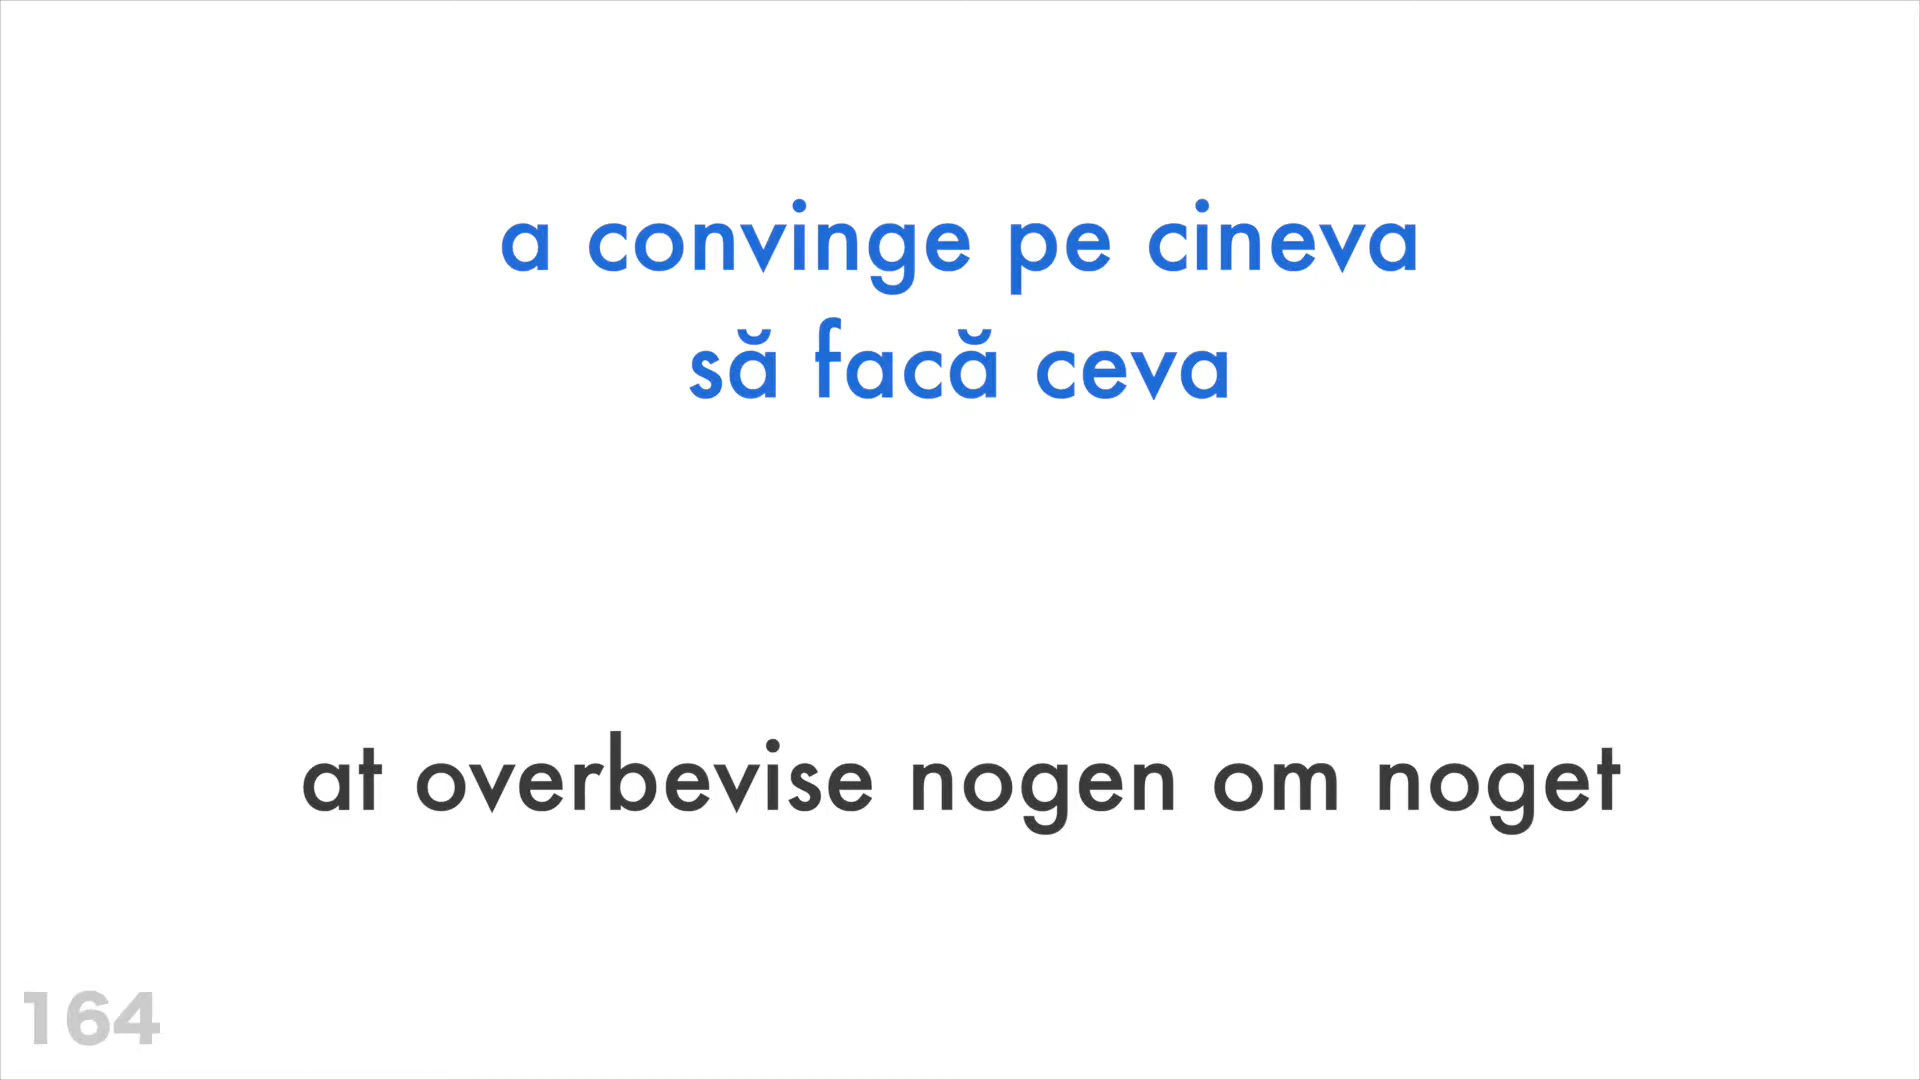 a convinge pe cineva
să facă ceva
at overbevise nogen om noget
164